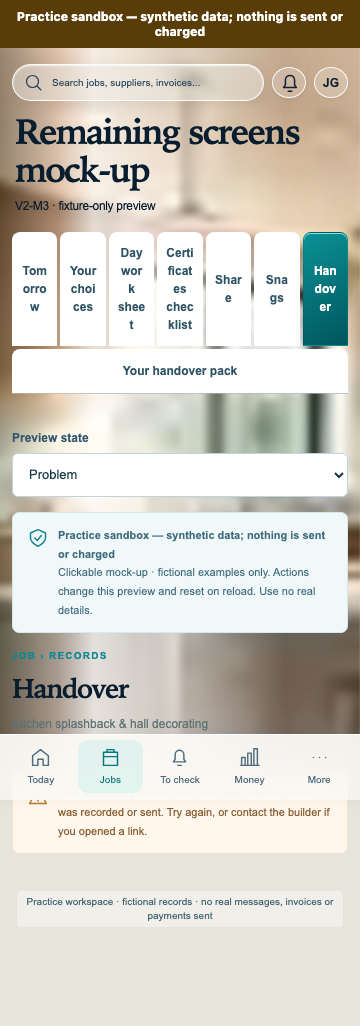 Practice sandbox — synthetic data; nothing is sent or
charged
Search jobs, suppliers, invoices...
JG
Remaining screens
mock-up
V2-M3 · fixture-only preview
Tom
orro
w
Your
choi
ces
Day
wor
k
shee
t
Certi
ficat
es
chec
klist
Shar
e
Sna
gs
Han
dov
er
Your handover pack
Preview state
Problem
Practice sandbox — synthetic data; nothing is sent
or charged
Clickable mock-up · fictional examples only. Actions
change this preview and reset on reload. Use no real
details.
JOB › RECORDS
Handover
Kitchen splashback & hall decorating
Today
Jobs
To check
Money
More
was recorded or sent. Try again, or contact the builder if
you opened a link.
Practice workspace · fictional records · no real messages, invoices or
payments sent